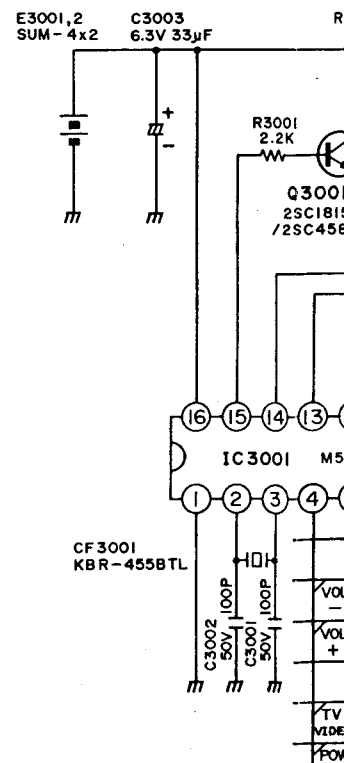 E3001,2
SUM-4x2
C3003
6.3V 33µF
R
+
-
R3001
2.2K
Q3001
2SC1815
/2SC458
16
15
14
13
IC3001
M5
1
2
3
4
CF3001
KBR-455BTL
C3002
50V 100P
C3001
50V 100P
VOL
-
VOL
+
TV
VIDE
POW